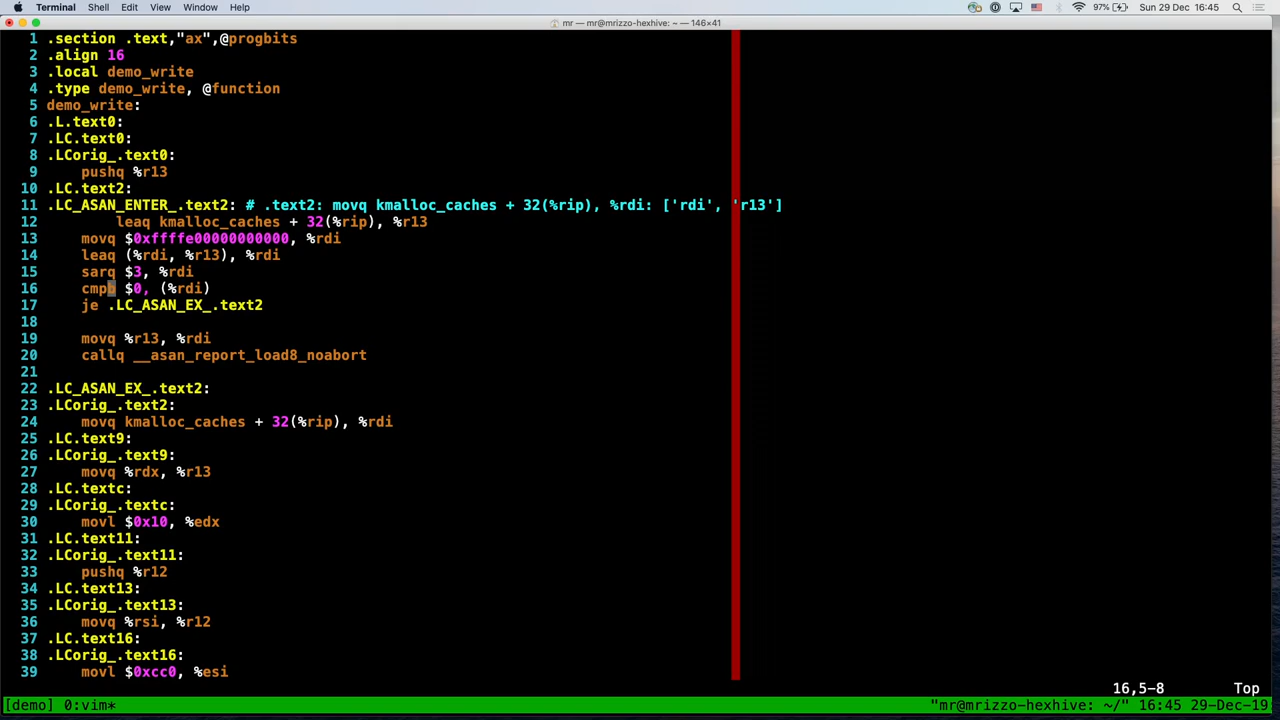 Terminal Shell Edit View Window Help 97% Sun 29 Dec 16:45
mr — mr@mrizzo-hexhive: ~ — 146×41
1 .section .text,"ax",@progbits
2 .align 16
3 .local demo_write
4 .type demo_write, @function
5 demo_write:
6 .L.text0:
7 .LC.text0:
8 .LCorig_.text0:
9 pushq %r13
10 .LC.text2:
11 .LC_ASAN_ENTER_.text2: # .text2: movq kmalloc_caches + 32(%rip), %rdi: ['rdi', 'r13']
12 leaq kmalloc_caches + 32(%rip), %r13
13 movq $0xffffe00000000000, %rdi
14 leaq (%rdi, %r13), %rdi
15 sarq $3, %rdi
16 cmpb $0, (%rdi)
17 je .LC_ASAN_EX_.text2
18
19 movq %r13, %rdi
20 callq __asan_report_load8_noabort
21
22 .LC_ASAN_EX_.text2:
23 .LCorig_.text2:
24 movq kmalloc_caches + 32(%rip), %rdi
25 .LC.text9:
26 .LCorig_.text9:
27 movq %rdx, %r13
28 .LC.textc:
29 .LCorig_.textc:
30 movl $0x10, %edx
31 .LC.text11:
32 .LCorig_.text11:
33 pushq %r12
34 .LC.text13:
35 .LCorig_.text13:
36 movq %rsi, %r12
37 .LC.text16:
38 .LCorig_.text16:
39 movl $0xcc0, %esi
16,5-8 Top
[demo] 0:vim* "mr@mrizzo-hexhive: ~/" 16:45 29-Dec-19